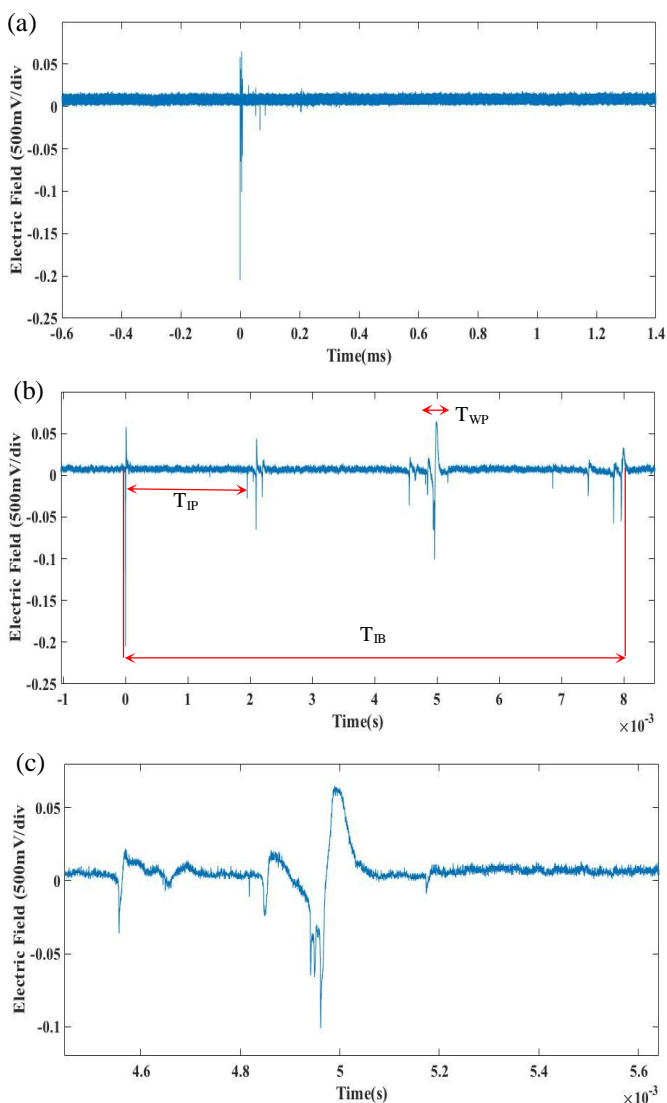 (a)
Electric Field (500mV/div
0.05
0
-0.05
-0.1
-0.15
-0.2
-0.25
-0.6 -0.4 -0.2 0 0.2 0.4 0.6 0.8 1 1.2 1.4
Time(ms)
(b)
Electric Field (500mV/div
0.05
0
-0.05
-0.1
-0.15
-0.2
-0.25
TWP
TIP
TIB
-1 0 1 2 3 4 5 6 7 8
Time(s)
×10-3
(c)
Electric Field (500mV/div
0.05
0
-0.05
-0.1
4.6 4.8 5 5.2 5.4 5.6
Time(s)
×10-3